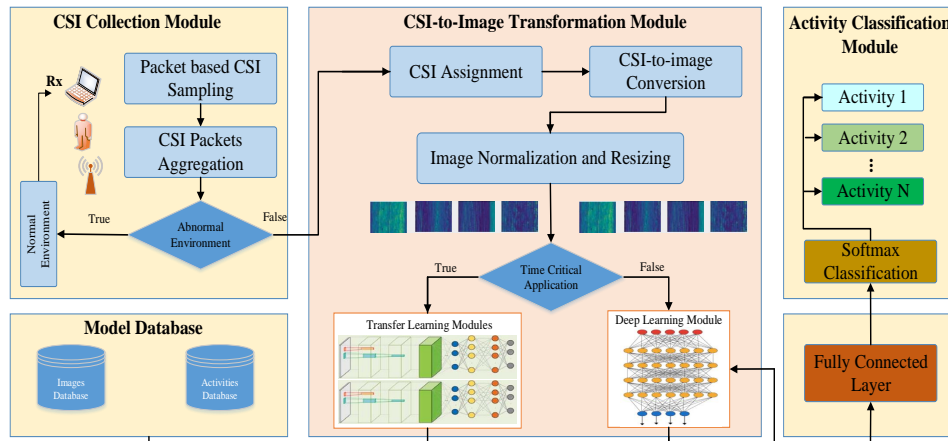 CSI Collection Module
Rx
Packet based CSI
Sampling
CSI Packets
Aggregation
Abnormal
Environment
True
False
Normal
Environment
Model Database
Images
Database
Activities
Database
CSI-to-Image Transformation Module
CSI Assignment
CSI-to-image
Conversion
Image Normalization and Resizing
Time Critical
Application
True
False
Transfer Learning Modules
Deep Learning Module
Activity Classification
Module
Activity 1
Activity 2
Activity N
Softmax
Classification
Fully Connected
Layer